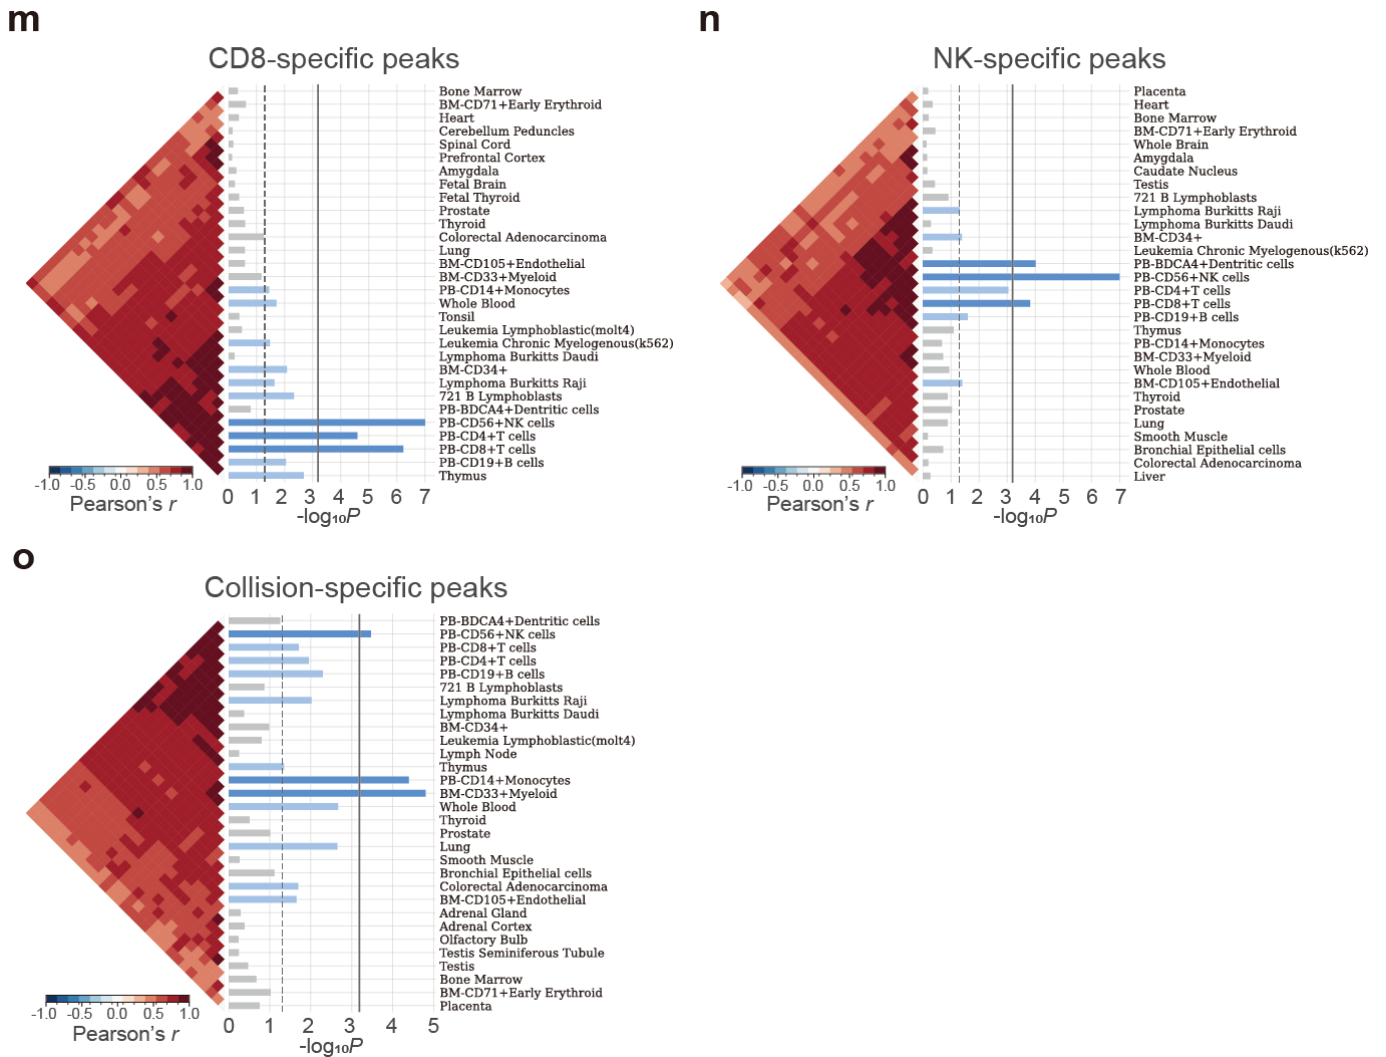 m
CD8-specific peaks
Bone Marrow
BM-CD71+Early Erythroid
Heart
Cerebellum Peduncles
Spinal Cord
Prefrontal Cortex
Amygdala
Fetal Brain
Fetal Thyroid
Prostate
Thyroid
Colorectal Adenocarcinoma
Lung
BM-CD105+Endothelial
BM-CD33+Myeloid
PB-CD14+Monocytes
Whole Blood
Tonsil
Leukemia Lymphoblastic(molt4)
Leukemia Chronic Myelogenous(k562)
Lymphoma Burkitts Daudi
BM-CD34+
Lymphoma Burkitts Raji
721 B Lymphoblasts
PB-BDCA4+Dentritic cells
PB-CD56+NK cells
PB-CD4+T cells
PB-CD8+T cells
PB-CD19+B cells
Thymus
-1.0 -0.5 0.0 0.5 1.0
Pearson's r
0 1 2 3 4 5 6 7
-log₁₀P
n
NK-specific peaks
Placenta
Heart
Bone Marrow
BM-CD71+Early Erythroid
Whole Brain
Amygdala
Caudate Nucleus
Testis
721 B Lymphoblasts
Lymphoma Burkitts Raji
Lymphoma Burkitts Daudi
BM-CD34+
Leukemia Chronic Myelogenous(k562)
PB-BDCA4+Dentritic cells
PB-CD56+NK cells
PB-CD4+T cells
PB-CD8+T cells
PB-CD19+B cells
Thymus
PB-CD14+Monocytes
BM-CD33+Myeloid
Whole Blood
BM-CD105+Endothelial
Thyroid
Prostate
Lung
Smooth Muscle
Bronchial Epithelial cells
Colorectal Adenocarcinoma
Liver
-1.0 -0.5 0.0 0.5 1.0
Pearson's r
0 1 2 3 4 5 6 7
-log₁₀P
o
Collision-specific peaks
PB-BDCA4+Dentritic cells
PB-CD56+NK cells
PB-CD8+T cells
PB-CD4+T cells
PB-CD19+B cells
721 B Lymphoblasts
Lymphoma Burkitts Raji
Lymphoma Burkitts Daudi
BM-CD34+
Leukemia Lymphoblastic(molt4)
Lymph Node
Thymus
PB-CD14+Monocytes
BM-CD33+Myeloid
Whole Blood
Thyroid
Prostate
Lung
Smooth Muscle
Bronchial Epithelial cells
Colorectal Adenocarcinoma
BM-CD105+Endothelial
Adrenal Gland
Adrenal Cortex
Olfactory Bulb
Testis Seminiferous Tubule
Testis
Bone Marrow
BM-CD71+Early Erythroid
Placenta
-1.0 -0.5 0.0 0.5 1.0
Pearson's r
0 1 2 3 4 5
-log₁₀P